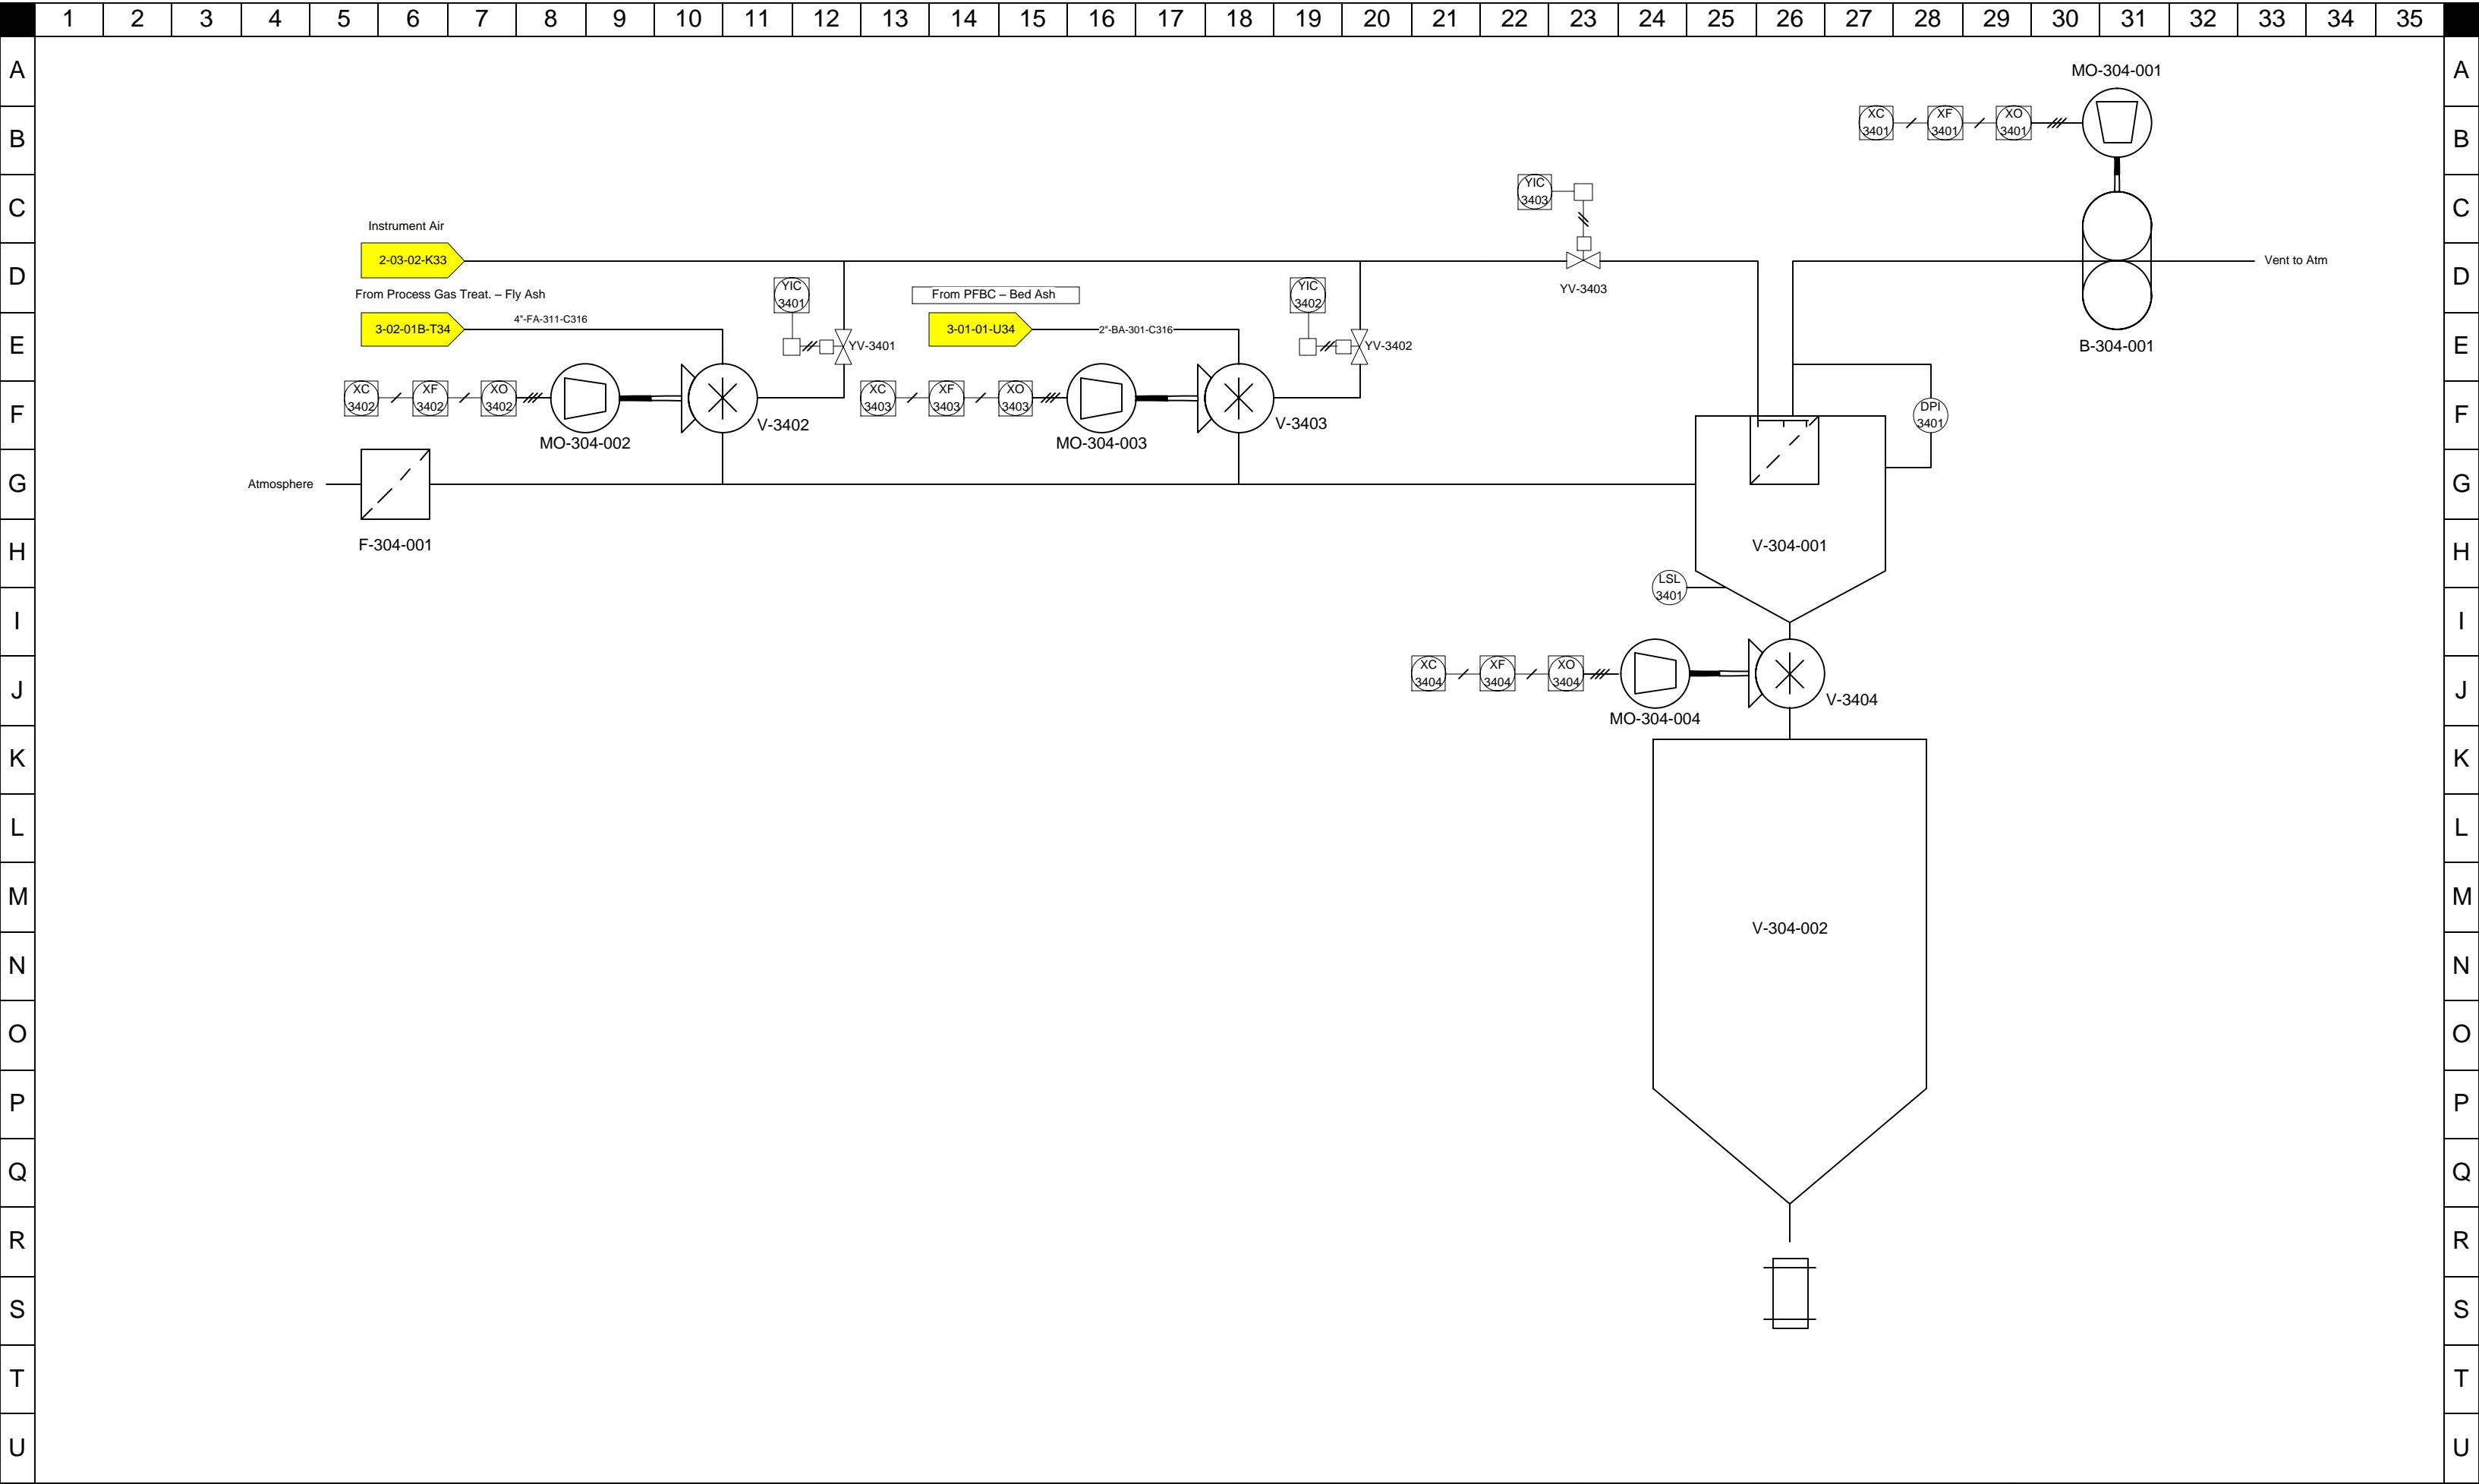 1 2 3 4 5 6 7 8 9 10 11 12 13 14 15 16 17 18 19 20 21 22 23 24 25 26 27 28 29 30 31 32 33 34 35
A A
MO-304-001
B B
XC
3401
XF
3401
XO
3401
C C
YIC
3403
Instrument Air
D D
2-03-02-K33
Vent to Atm
YV-3403
From Process Gas Treat. – Fly Ash
YIC
3401
From PFBC – Bed Ash
YIC
3402
E E
3-02-01B-T34
4"-FA-311-C316
YV-3401
3-01-01-U34
2"-BA-301-C316
YV-3402
B-304-001
F F
XC
3402
XF
3402
XO
3402
V-3402
MO-304-002
XC
3403
XF
3403
XO
3403
V-3403
MO-304-003
DPI
3401
G G
Atmosphere
H H
F-304-001
V-304-001
LSL
3401
I I
J J
XC
3404
XF
3404
XO
3404
V-3404
MO-304-004
K K
L L
M M
V-304-002
N N
O O
P P
Q Q
R R
S S
T T
U U